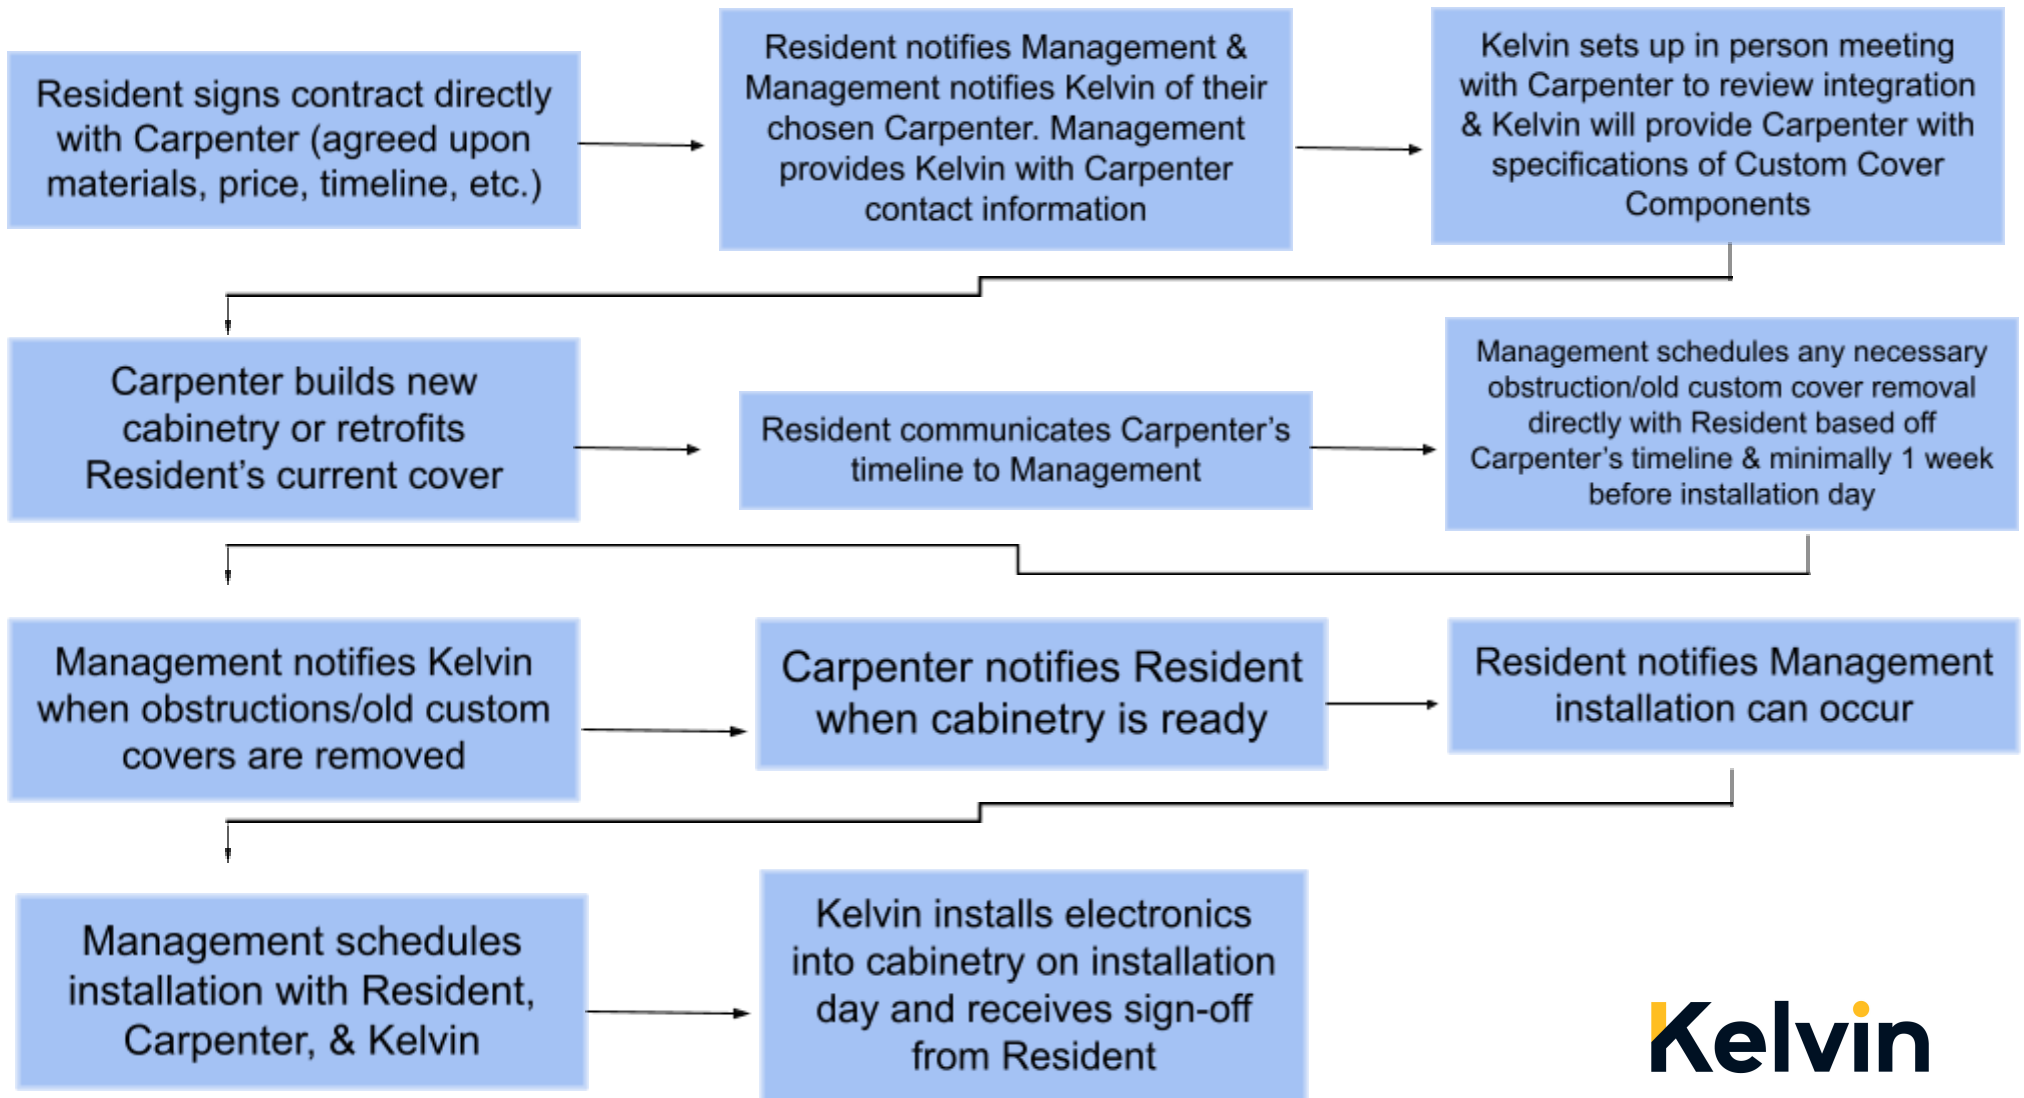 Resident signs contract directly
with Carpenter (agreed upon
materials, price, timeline, etc.)
Resident notifies Management &
Management notifies Kelvin of their
chosen Carpenter. Management
provides Kelvin with Carpenter
contact information
Kelvin sets up in person meeting
with Carpenter to review integration
& Kelvin will provide Carpenter with
specifications of Custom Cover
Components
Carpenter builds new
cabinetry or retrofits
Resident’s current cover
Resident communicates Carpenter’s
timeline to Management
Management schedules any necessary
obstruction/old custom cover removal
directly with Resident based off
Carpenter’s timeline & minimally 1 week
before installation day
Management notifies Kelvin
when obstructions/old custom
covers are removed
Carpenter notifies Resident
when cabinetry is ready
Resident notifies Management
installation can occur
Management schedules
installation with Resident,
Carpenter, & Kelvin
Kelvin installs electronics
into cabinetry on installation
day and receives sign-off
from Resident
Kelvin